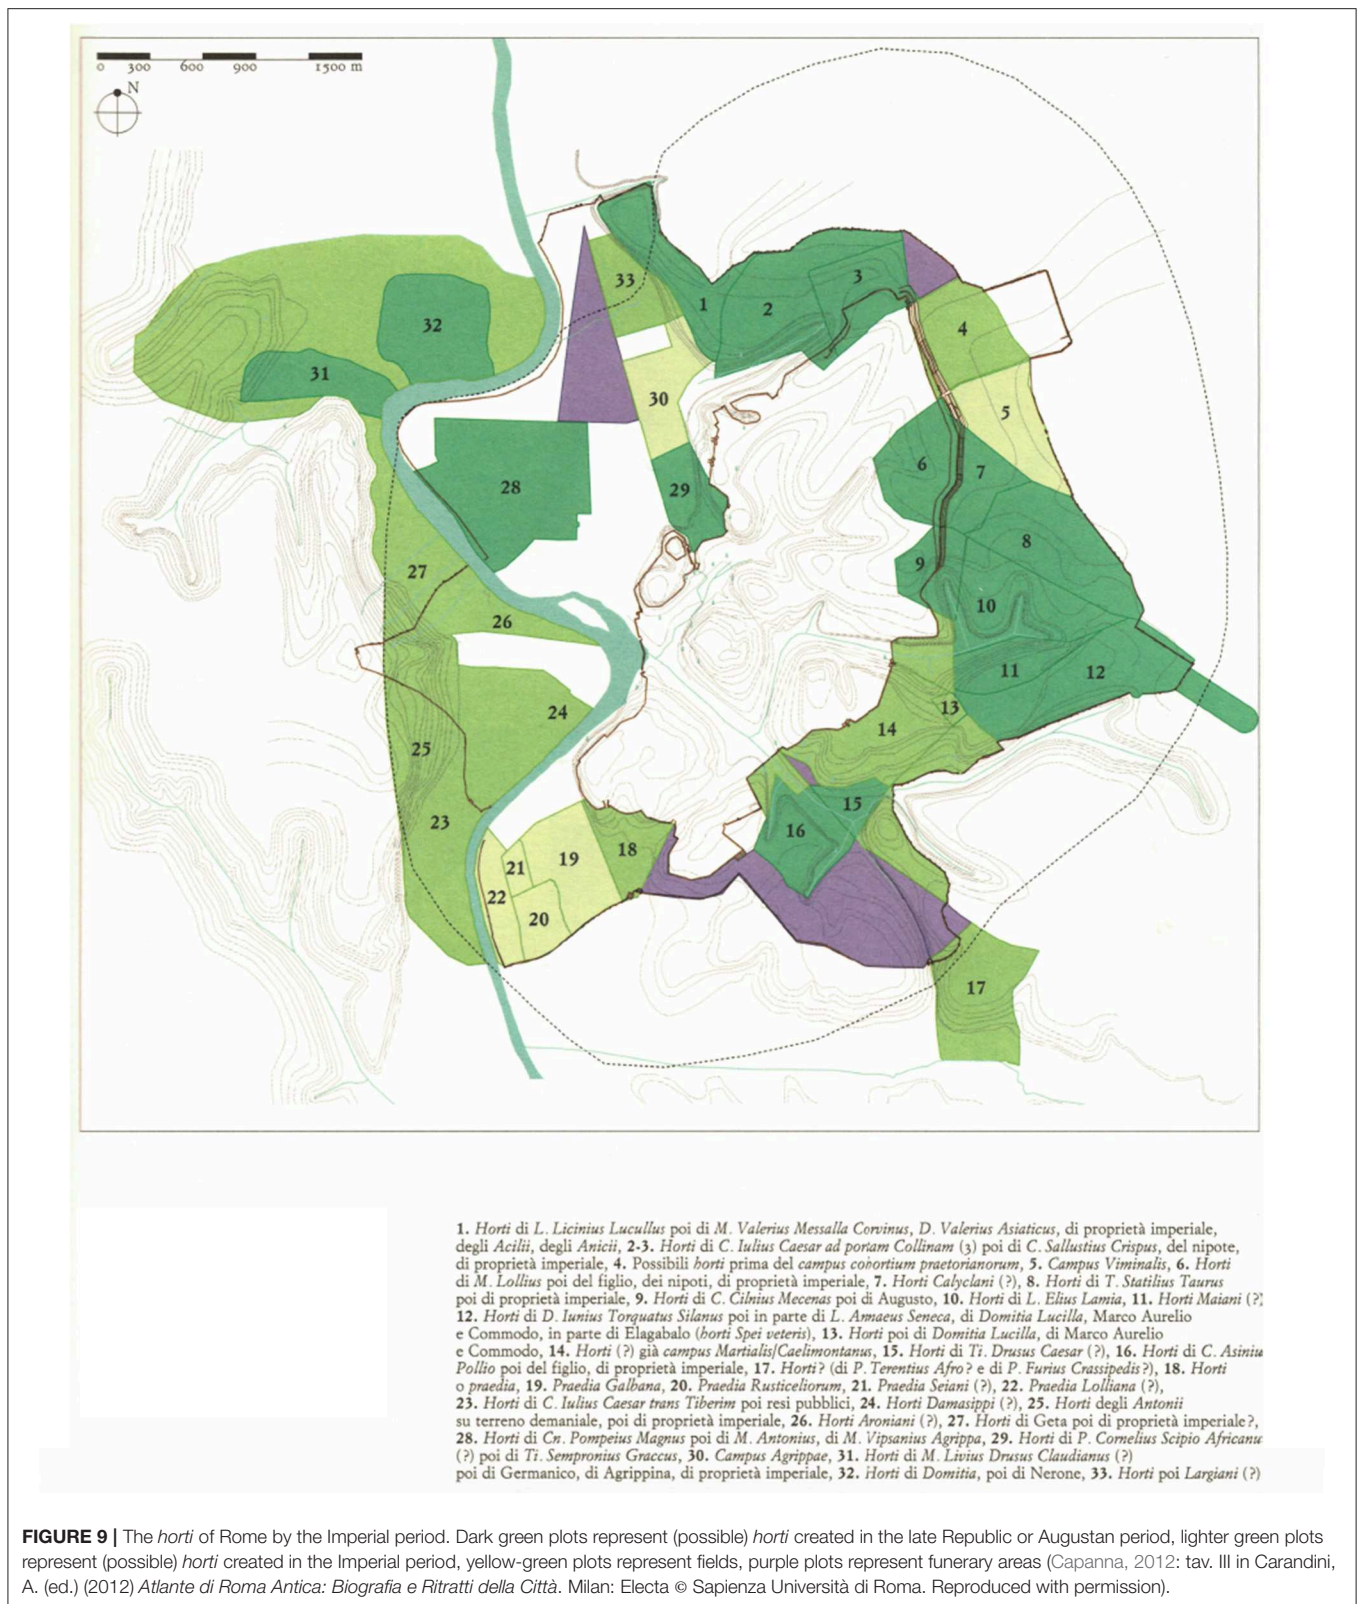 0 300 600 900 1500 m
N
33
1
2
3
32
4
31
30
5
6
7
28
29
8
9
27
10
26
11
12
13
24
14
25
15
16
23
18
19
21
22
20
17
1. Horti di L. Licinius Lucullus poi di M. Valerius Messalla Corvinus, D. Valerius Asiaticus, di proprietà imperiale,
degli Acilii, degli Anicii, 2-3. Horti di C. Iulius Caesar ad portam Collinam (3) poi di C. Sallustius Crispus, del nipote,
di proprietà imperiale, 4. Possibili horti prima del campus cohortium praetorianorum, 5. Campus Viminalis, 6. Horti
di M. Lollius poi del figlio, dei nipoti, di proprietà imperiale, 7. Horti Calyclani (?), 8. Horti di T. Statilius Taurus
poi di proprietà imperiale, 9. Horti di C. Cilnius Mecenas poi di Augusto, 10. Horti di L. Elius Lamia, 11. Horti Maiani (?)
12. Horti di D. Iunius Torquatus Silanus poi in parte di L. Annaeus Seneca, di Domitia Lucilla, Marco Aurelio
e Commodo, in parte di Elagabalo (horti Spei veteris), 13. Horti poi di Domitia Lucilla, di Marco Aurelio
e Commodo, 14. Horti (?) già campus Martialis/Caelimontanus, 15. Horti di Ti. Drusus Caesar (?), 16. Horti di C. Asiniu
Pollio poi del figlio, di proprietà imperiale, 17. Horti? (di P. Terentius Afro? e di P. Furius Crassipedis?), 18. Horti
o praedia, 19. Praedia Galbana, 20. Praedia Rusticeliorum, 21. Praedia Seiani (?), 22. Praedia Lolliana (?),
23. Horti di C. Iulius Caesar trans Tiberim poi resi pubblici, 24. Horti Damasippi (?), 25. Horti degli Antonii
su terreno demaniale, poi di proprietà imperiale, 26. Horti Aroniani (?), 27. Horti di Geta poi di proprietà imperiale?,
28. Horti di Cn. Pompeius Magnus poi di M. Antonius, di M. Vipsanius Agrippa, 29. Horti di P. Cornelius Scipio Africanu
(?) poi di Ti. Sempronius Graccus, 30. Campus Agrippae, 31. Horti di M. Livius Drusus Claudianus (?)
poi di Germanico, di Agrippina, di proprietà imperiale, 32. Horti di Domitia, poi di Nerone, 33. Horti poi Largiani (?)
FIGURE 9 | The horti of Rome by the Imperial period. Dark green plots represent (possible) horti created in the late Republic or Augustan period, lighter green plots
represent (possible) horti created in the Imperial period, yellow-green plots represent fields, purple plots represent funerary areas (Capanna, 2012: tav. III in Carandini,
A. (ed.) (2012) Atlante di Roma Antica: Biografia e Ritratti della Città. Milan: Electa © Sapienza Università di Roma. Reproduced with permission).